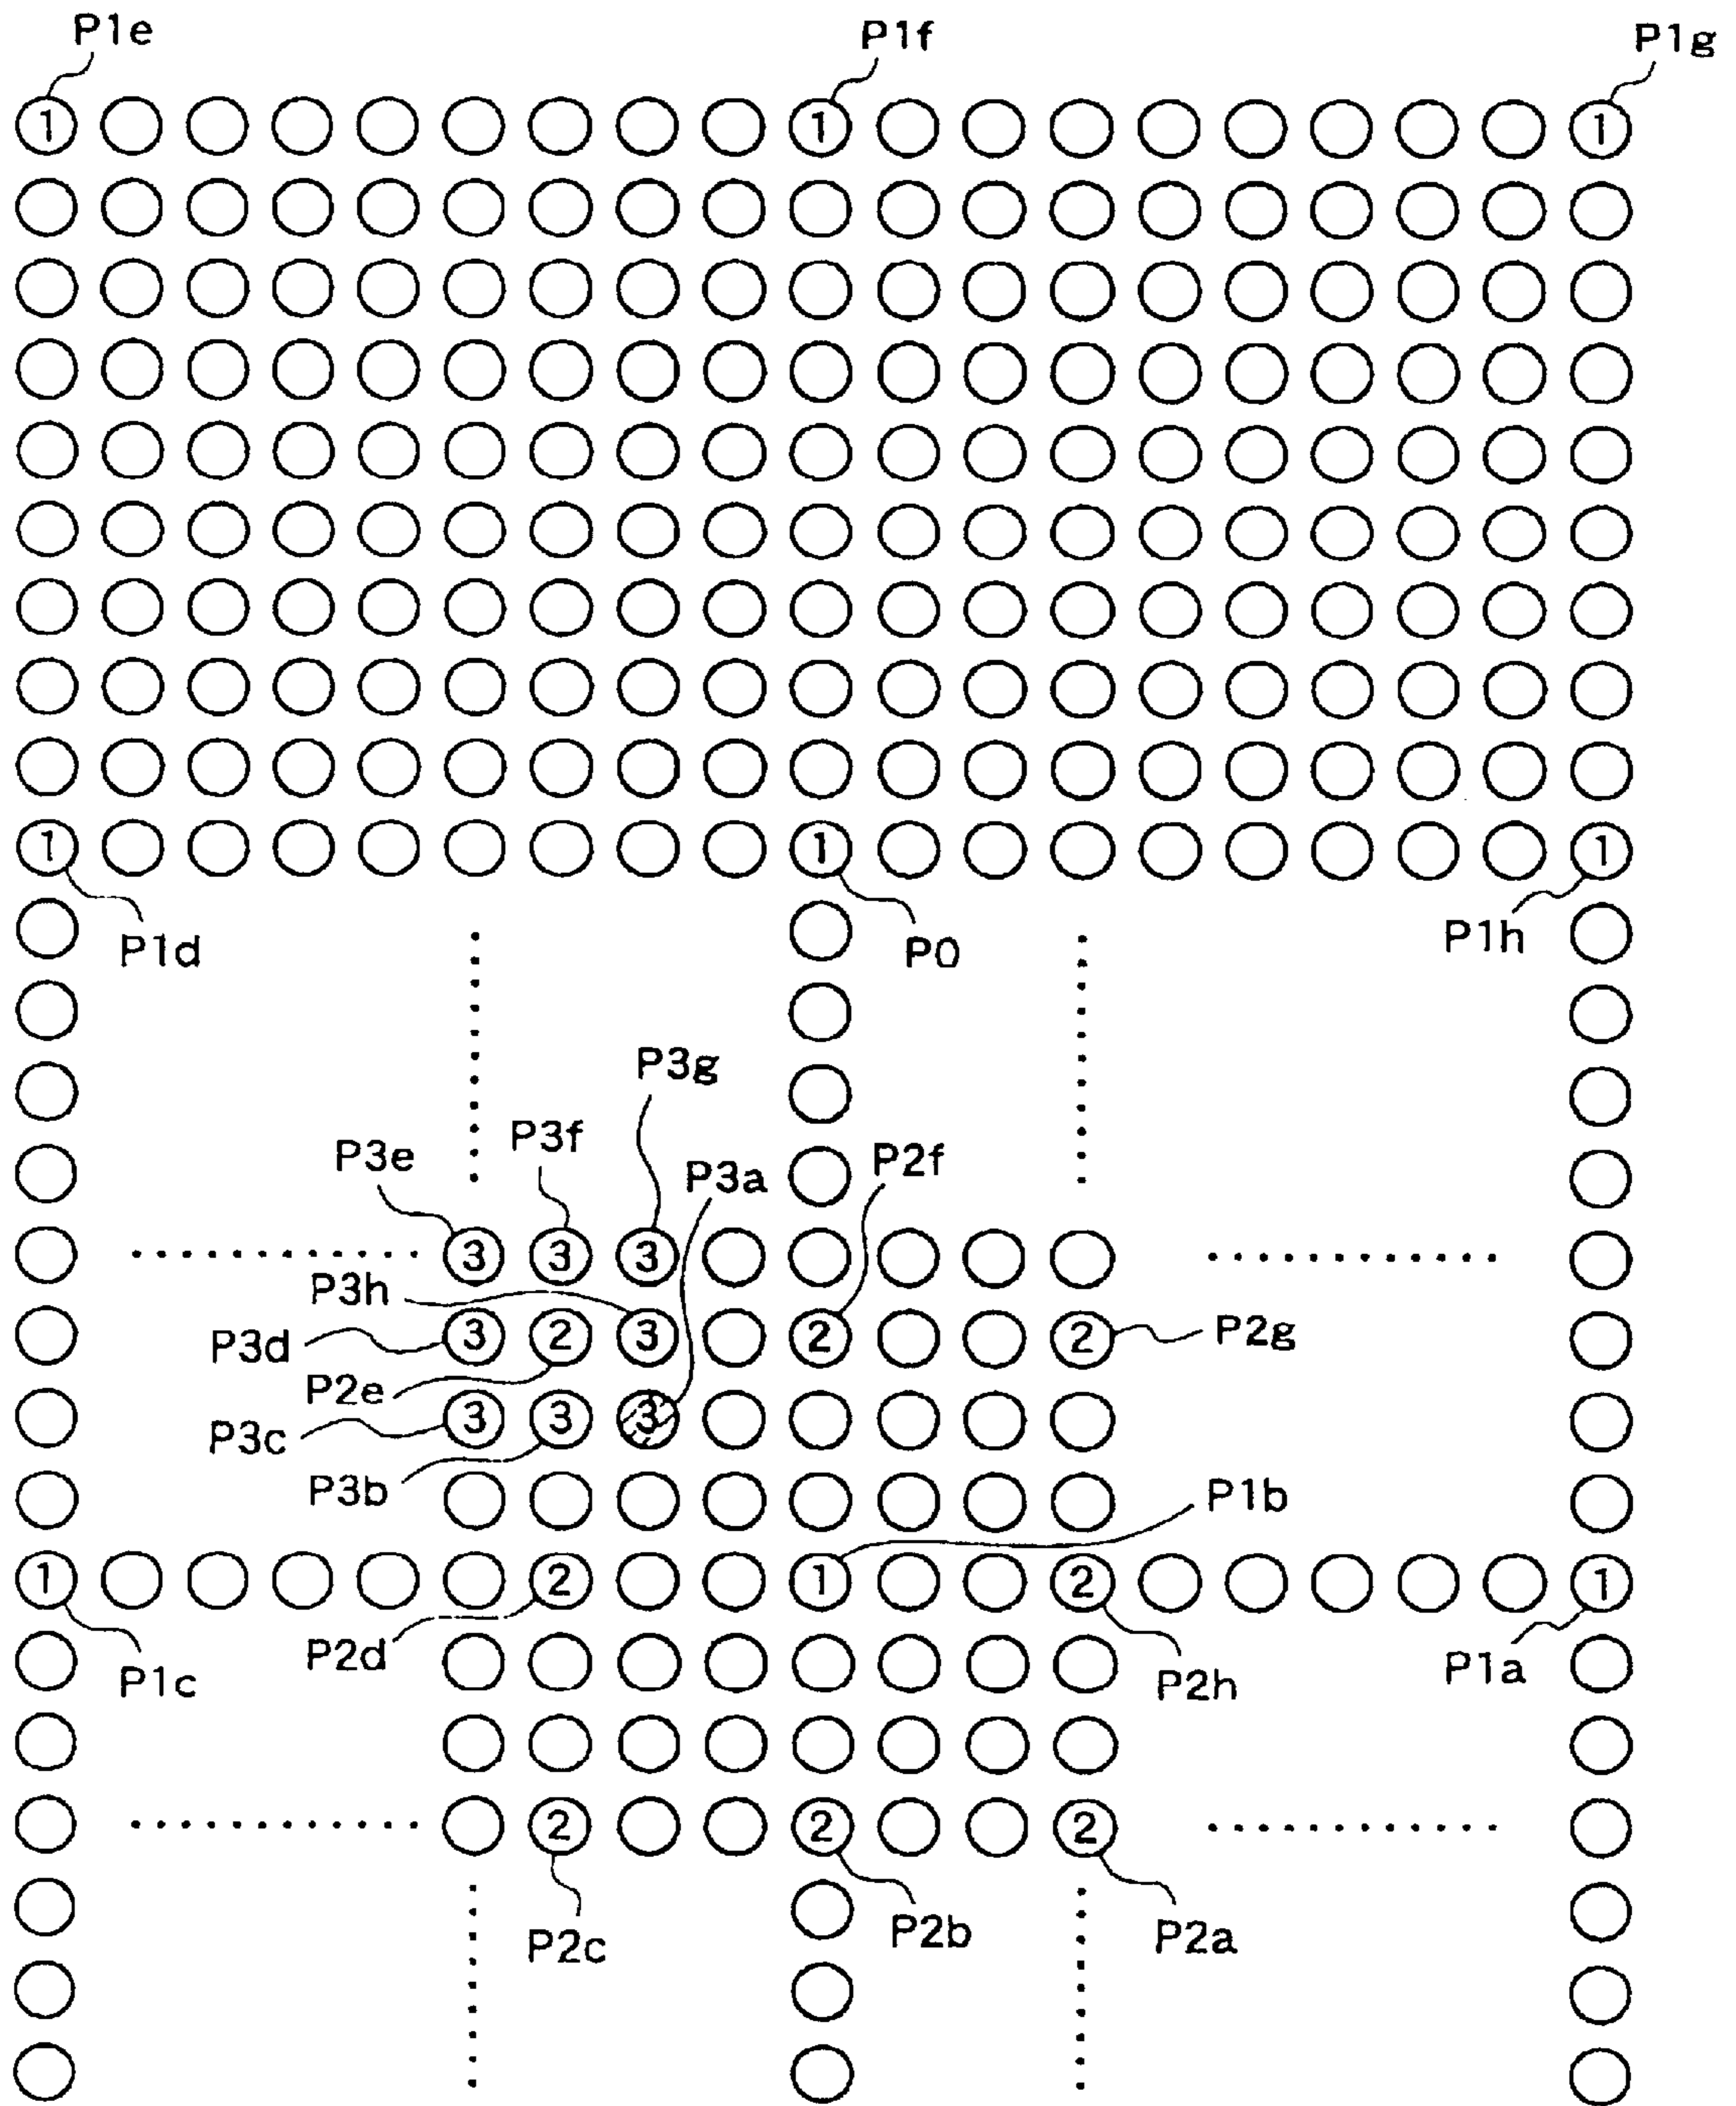 P1e P1f P1g
1 1 1
1 1 1
P1d P0 P1h
P3g
P3f
P3e P3a P2f
3 3 3
P3h
3 2 3 2 2
P3d P2g
P2e
3 3 3
P3c
P3b P1b
1 2 1 2 1
P2d
P1c P2h P1a
2 2 2
P2c P2b P2a